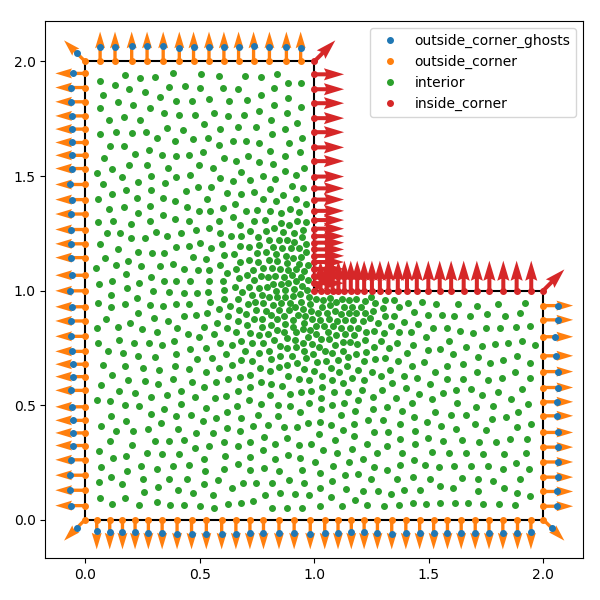 outside_corner_ghosts
outside_corner
interior
inside_corner
2.0
1.5
1.0
0.5
0.0
0.0 0.5 1.0 1.5 2.0